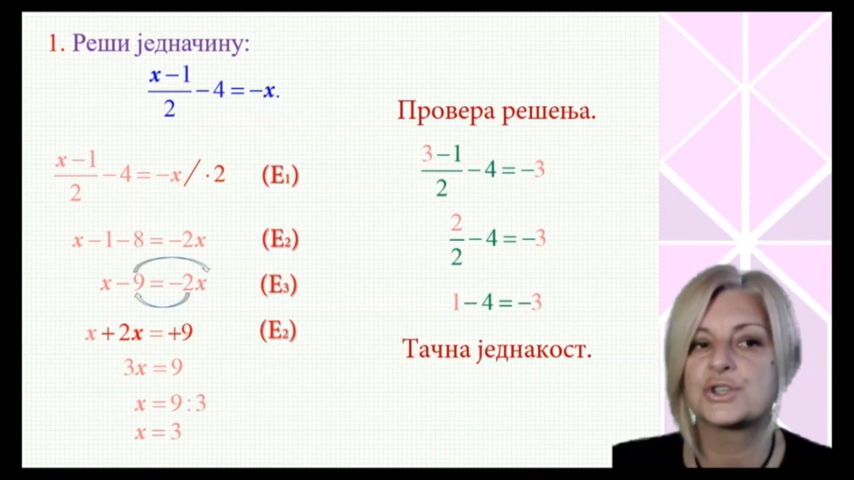 1. Реши једначину:
x−1/2 − 4 = −x.
x−1/2 − 4 = −x / · 2 (E₁)
x − 1 − 8 = −2x (E₂)
x − 9 = −2x (E₃)
x + 2x = +9 (E₂)
3x = 9
x = 9 : 3
x = 3
Провера решења.
3−1/2 − 4 = −3
2/2 − 4 = −3
1 − 4 = −3
Тачна једнакост.